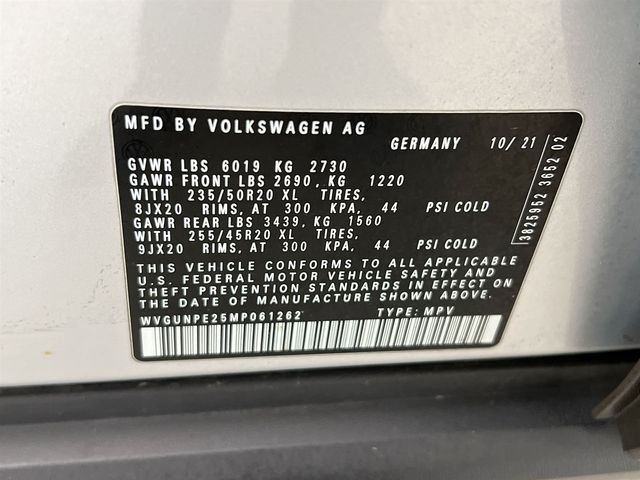 MFD BY VOLKSWAGEN AG
GERMANY 10/ 21
GVWR LBS 6019 KG 2730
GAWR FRONT LBS 2690, KG 1220
WITH 235/50R20 XL TIRES,
8JX20 RIMS, AT 300 KPA, 44 PSI COLD
GAWR REAR LBS 3439, KG 1560
WITH 255/45R20 XL TIRES,
9JX20 RIMS, AT 300 KPA, 44 PSI COLD
THIS VEHICLE CONFORMS TO ALL APPLICABLE
U.S. FEDERAL MOTOR VEHICLE SAFETY AND
THEFT PREVENTION STANDARDS IN EFFECT ON
THE DATE OF MANUFACTURE SHOWN ABOVE.
WVGUNPE25MP061262 TYPE: MPV
3825952 3052 02